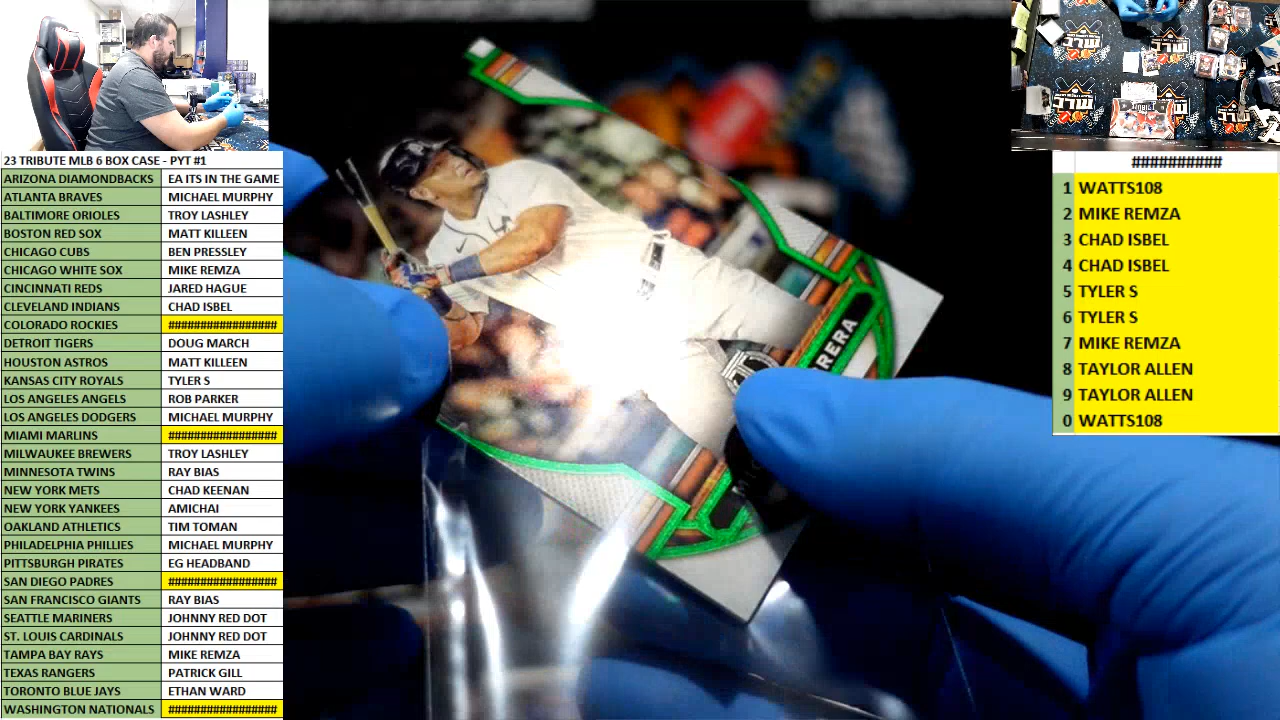 23 TRIBUTE MLB 6 BOX CASE - PYT #1
ARIZONA DIAMONDBACKS EA ITS IN THE GAME
ATLANTA BRAVES MICHAEL MURPHY
BALTIMORE ORIOLES TROY LASHLEY
BOSTON RED SOX MATT KILLEEN
CHICAGO CUBS BEN PRESSLEY
CHICAGO WHITE SOX MIKE REMZA
CINCINNATI REDS JARED HAGUE
CLEVELAND INDIANS CHAD ISBEL
COLORADO ROCKIES #################
DETROIT TIGERS DOUG MARCH
HOUSTON ASTROS MATT KILLEEN
KANSAS CITY ROYALS TYLER S
LOS ANGELES ANGELS ROB PARKER
LOS ANGELES DODGERS MICHAEL MURPHY
MIAMI MARLINS #################
MILWAUKEE BREWERS TROY LASHLEY
MINNESOTA TWINS RAY BIAS
NEW YORK METS CHAD KEENAN
NEW YORK YANKEES AMICHAI
OAKLAND ATHLETICS TIM TOMAN
PHILADELPHIA PHILLIES MICHAEL MURPHY
PITTSBURGH PIRATES EG HEADBAND
SAN DIEGO PADRES #################
SAN FRANCISCO GIANTS RAY BIAS
SEATTLE MARINERS JOHNNY RED DOT
ST. LOUIS CARDINALS JOHNNY RED DOT
TAMPA BAY RAYS MIKE REMZA
TEXAS RANGERS PATRICK GILL
TORONTO BLUE JAYS ETHAN WARD
WASHINGTON NATIONALS #################
##########
1 WATTS108
2 MIKE REMZA
3 CHAD ISBEL
4 CHAD ISBEL
5 TYLER S
6 TYLER S
7 MIKE REMZA
8 TAYLOR ALLEN
9 TAYLOR ALLEN
0 WATTS108